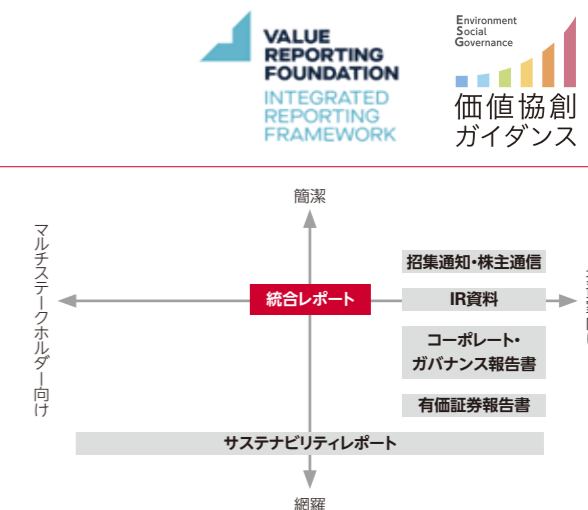 VALUE
REPORTING
FOUNDATION
INTEGRATED
REPORTING
FRAMEWORK
Environment
Social
Governance
価値協創
ガイダンス
簡潔
マルチステークホルダー向け
招集通知・株主通信
統合レポート
IR資料
コーポレート・
ガバナンス報告書
有価証券報告書
サステナビリティレポート
網羅